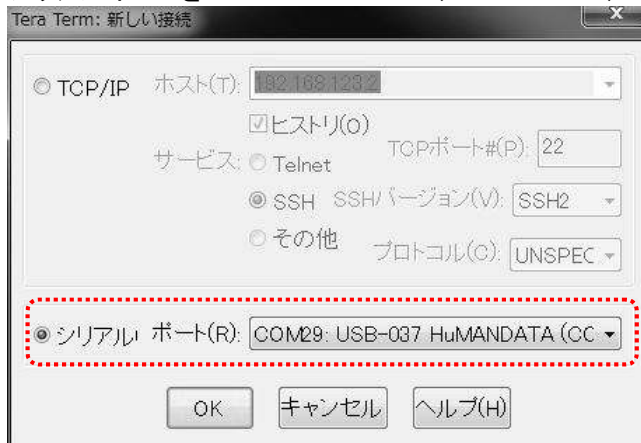 Tera Term: 新しい接続
TCP/IP ホスト(T): 192.168.123.2
ヒストリ(O)
サービス: Telnet TCPポート#(P): 22
SSH SSHバージョン(V): SSH2
その他 プロトコル(C): UNSPEC
シリアル ポート(R): COM29: USB-037 HuMANDATA (CC
OK キャンセル ヘルプ(H)